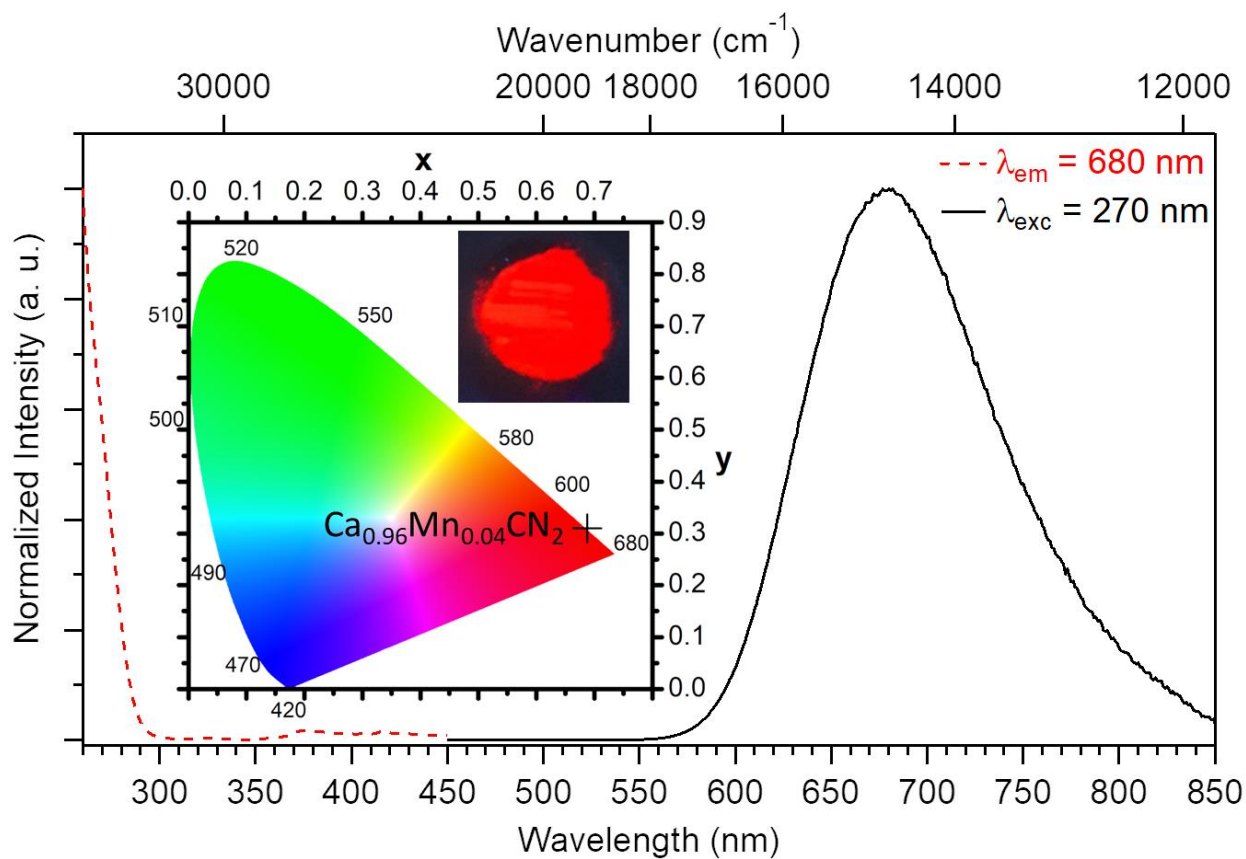 Wavenumber (cm⁻¹)
30000 20000 18000 16000 14000 12000
x
0.0 0.1 0.2 0.3 0.4 0.5 0.6 0.7
λem = 680 nm
λexc = 270 nm
0.9
0.8
0.7
0.6
0.5
0.4
0.3
0.2
0.1
0.0
y
520
510
550
500
580
600
Ca₀.₉₆Mn₀.₀₄CN₂
680
490
470
420
Normalized Intensity (a. u.)
300 350 400 450 500 550 600 650 700 750 800 850
Wavelength (nm)